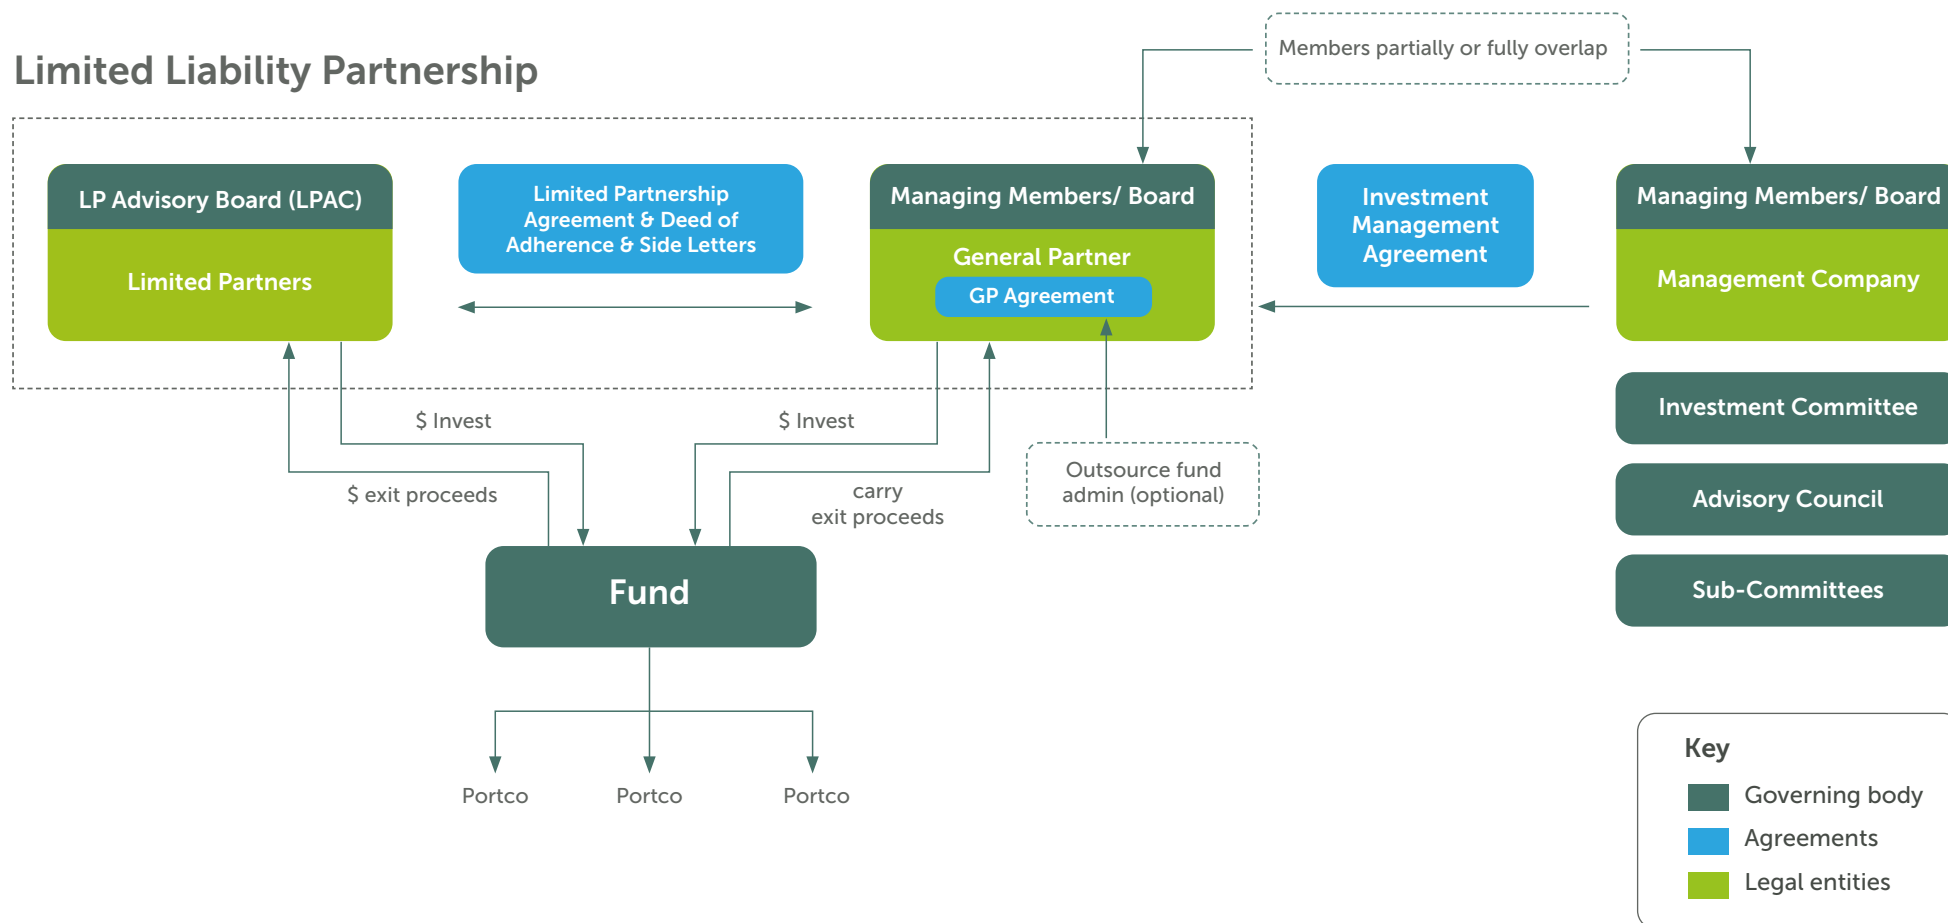 Members partially or fully overlap
Limited Liability Partnership
LP Advisory Board (LPAC)
Limited Partners
Limited Partnership
Agreement & Deed of
Adherence & Side Letters
Managing Members/ Board
General Partner
GP Agreement
Investment
Management
Agreement
Managing Members/ Board
Management Company
Investment Committee
Advisory Council
Sub-Committees
$ Invest
$ Invest
$ exit proceeds
carry
exit proceeds
Outsource fund
admin (optional)
Fund
Portco
Portco
Portco
Key
Governing body
Agreements
Legal entities